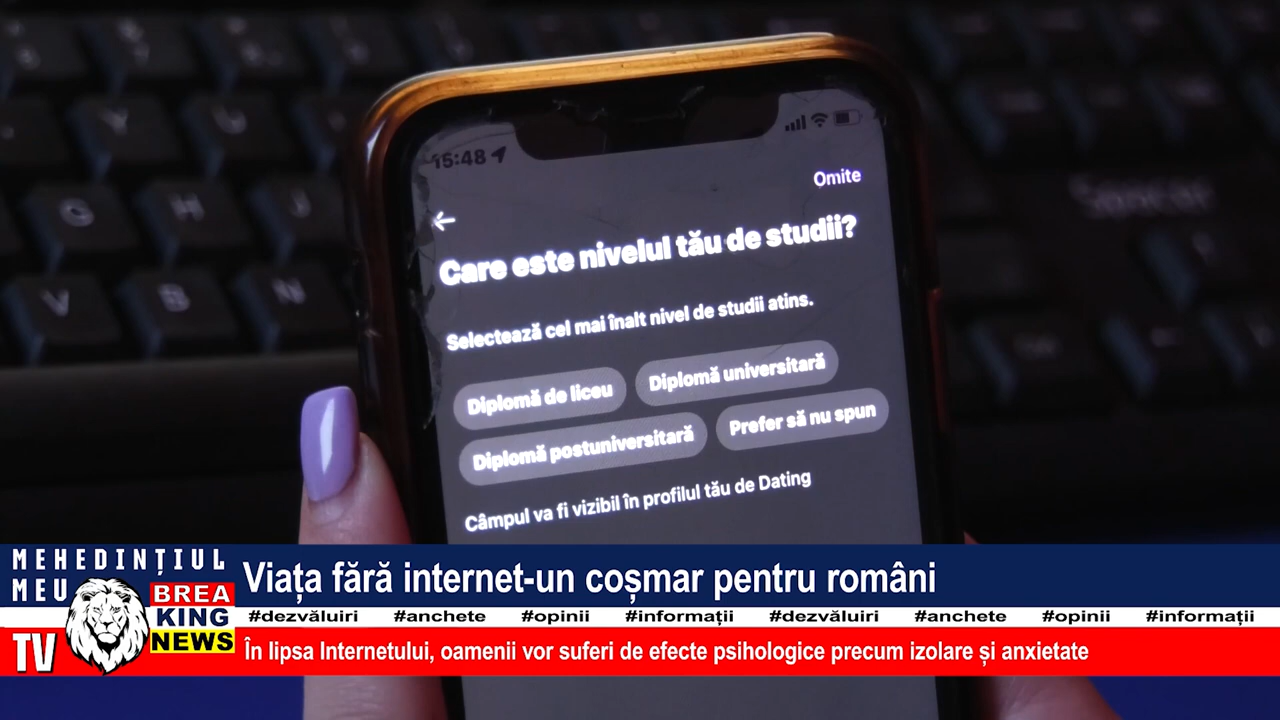 15:48
Omite
Care este nivelul tău de studii?
Selectează cel mai înalt nivel de studii atins.
Diplomă de liceu
Diplomă universitară
Diplomă postuniversitară
Prefer să nu spun
Câmpul va fi vizibil în profilul tău de Dating
Y U
G H J
V B N
MEHEDINȚIUL
MEU
TV
BREA
KING
NEWS
Viața fără internet-un coșmar pentru români
#dezvăluiri #anchete #opinii #informații #dezvăluiri #anchete #opinii #informații
În lipsa Internetului, oamenii vor suferi de efecte psihologice precum izolare și anxietate